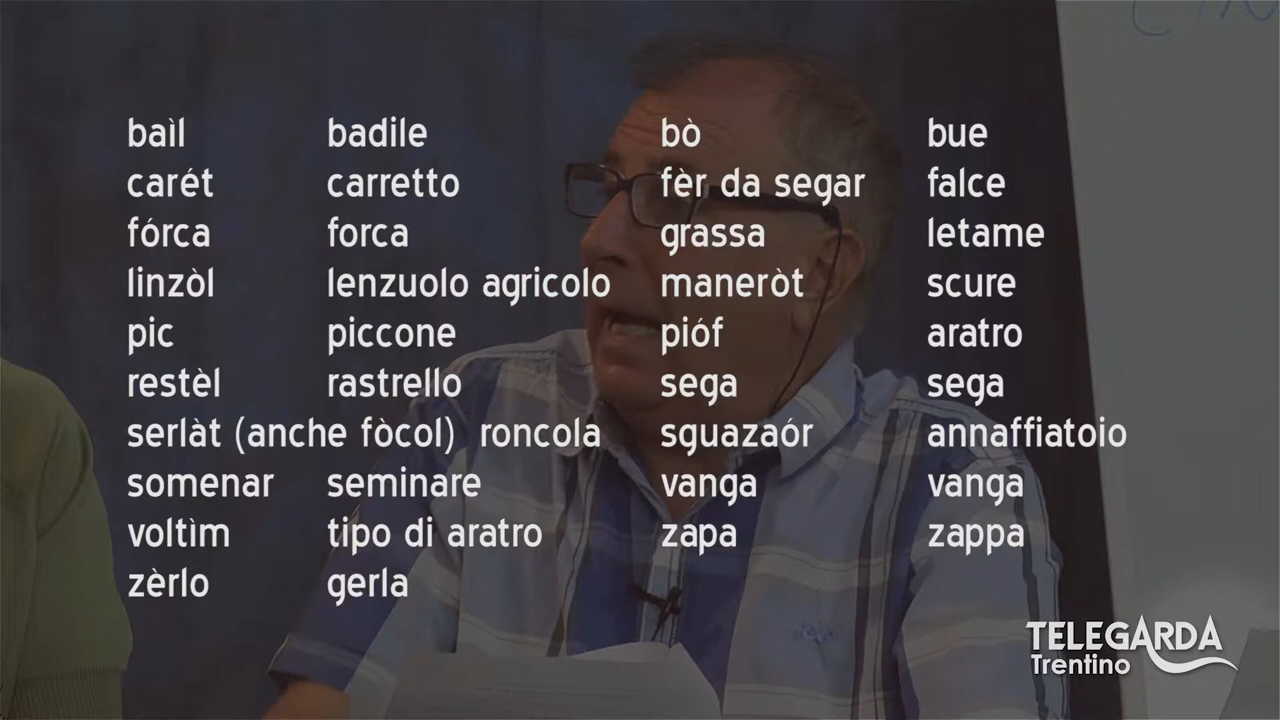 baìl badile bò bue
carét carretto fèr da segar falce
fórca forca grassa letame
linzòl lenzuolo agricolo maneròt scure
pic piccone pióf aratro
restèl rastrello sega sega
serlàt (anche fòcol) roncola sguazaór annaffiatoio
somenar seminare vanga vanga
voltìm tipo di aratro zapa zappa
zèrlo gerla
TELEGARDA
Trentino